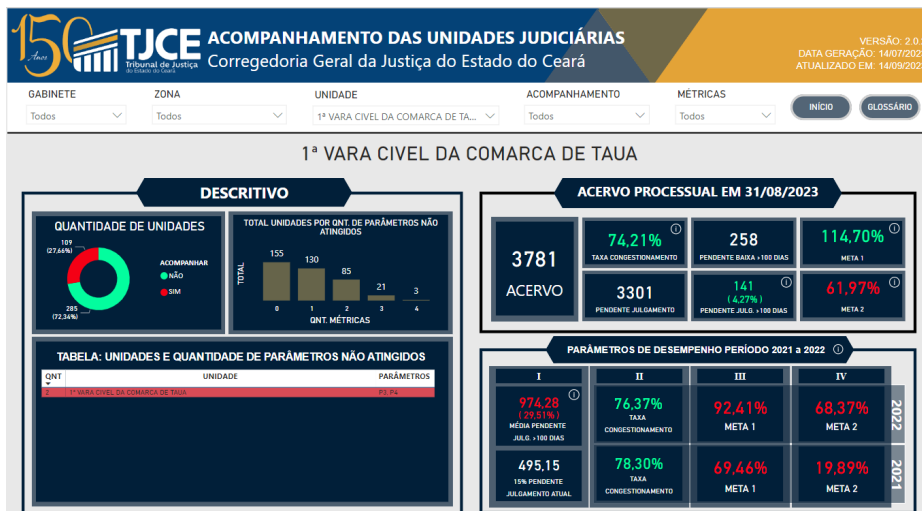 150 Anos
TJCE
Tribunal de Justiça
do Estado do Ceará
ACOMPANHAMENTO DAS UNIDADES JUDICIÁRIAS
Corregedoria Geral da Justiça do Estado do Ceará
VERSÃO: 2.0.
DATA GERAÇÃO: 14/07/202
ATUALIZADO EM: 14/09/202
GABINETE
Todos
ZONA
Todos
UNIDADE
1ª VARA CIVEL DA COMARCA DE TA...
ACOMPANHAMENTO
Todos
MÉTRICAS
Todos
INÍCIO
GLOSSÁRIO
1ª VARA CIVEL DA COMARCA DE TAUA
DESCRITIVO
QUANTIDADE DE UNIDADES
109
(27,66%)
285
(72,34%)
ACOMPANHAR
NÃO
SIM
TOTAL UNIDADES POR QNT. DE PARÂMETROS NÃO
ATINGIDOS
TOTAL
155 130 85 21 3
0 1 2 3 4
QNT. MÉTRICAS
TABELA: UNIDADES E QUANTIDADE DE PARÂMETROS NÃO ATINGIDOS
QNT UNIDADE PARÂMETROS
2 1ª VARA CIVEL DA COMARCA DE TAUA P3, P4
ACERVO PROCESSUAL EM 31/08/2023
3781
ACERVO
74,21%
TAXA CONGESTIONAMENTO
258
PENDENTE BAIXA >100 DIAS
114,70%
META 1
3301
PENDENTE JULGAMENTO
141
( 4,27% )
PENDENTE JULG. >100 DIAS
61,97%
META 2
PARÂMETROS DE DESEMPENHO PERÍODO 2021 a 2022
I II III IV
974,28
( 29,51% )
MÉDIA PENDENTE
JULG. >100 DIAS
76,37%
TAXA
CONGESTIONAMENTO
92,41%
META 1
68,37%
META 2
2022
495,15
15% PENDENTE
JULGAMENTO ATUAL
78,30%
TAXA
CONGESTIONAMENTO
69,46%
META 1
19,89%
META 2
2021